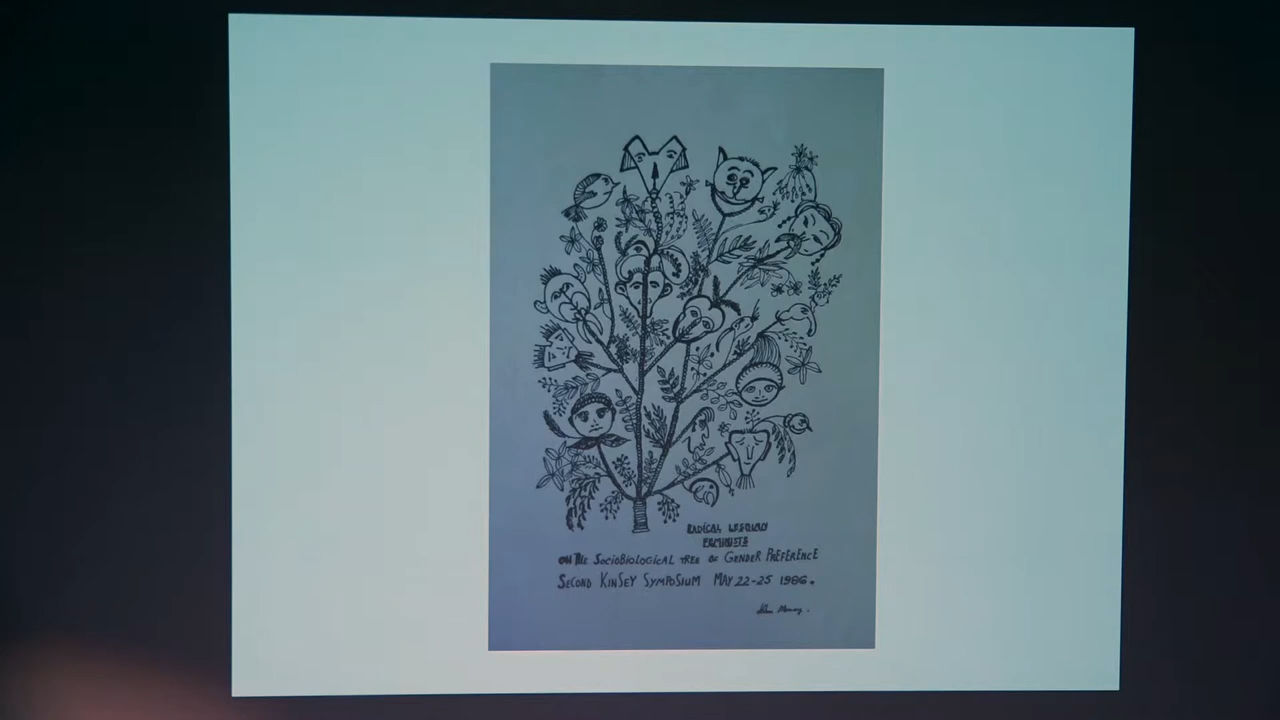 RADICAL LESBIAN
FEMINISTS
ON THE SOCIOBIOLOGICAL TREE OF GENDER PREFERENCE
SECOND KINSEY SYMPOSIUM MAY 22-25 1986.